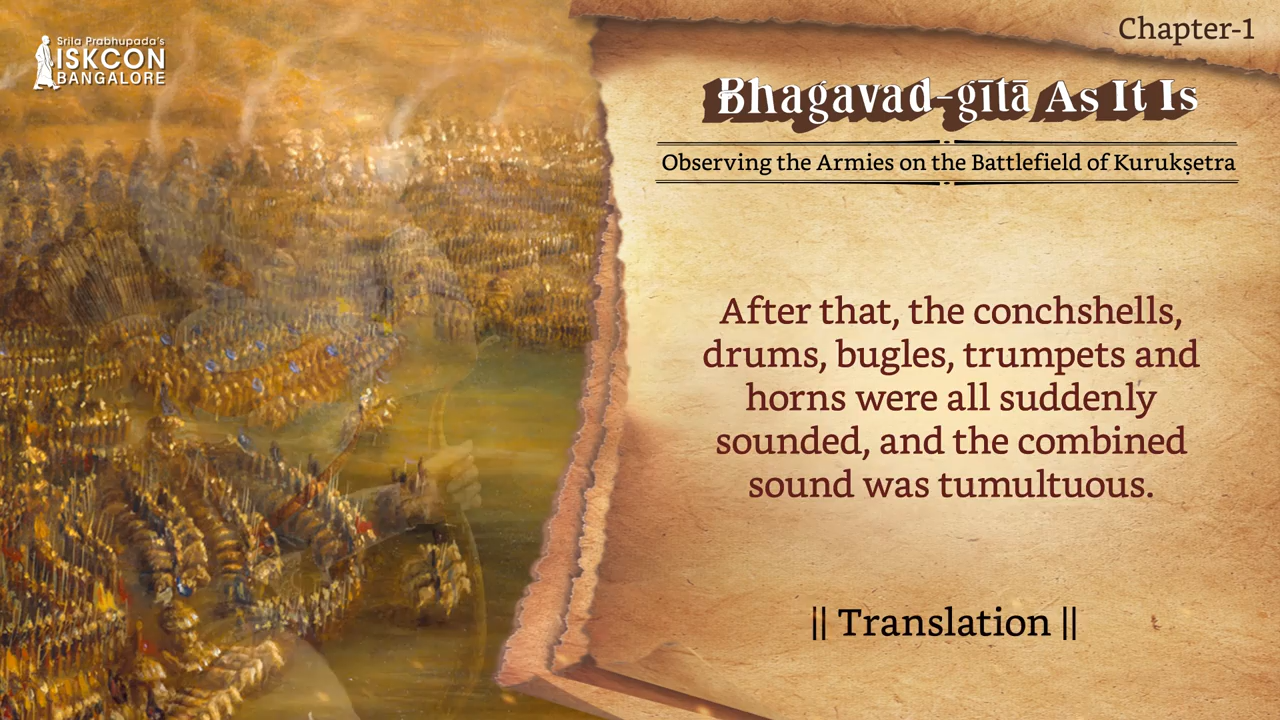 Srila Prabhupada's
ISKCON
BANGALORE
Chapter-1
Bhagavad-gītā As It Is
Observing the Armies on the Battlefield of Kurukṣetra
After that, the conchshells,
drums, bugles, trumpets and
horns were all suddenly
sounded, and the combined
sound was tumultuous.
|| Translation ||